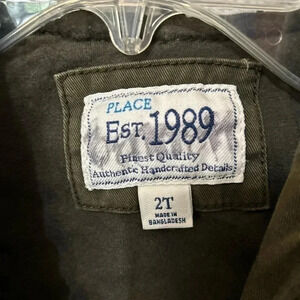 PLACE
EST. 1989
Finest Quality
Authentic Handcrafted Details
2T
MADE IN
BANGLADESH